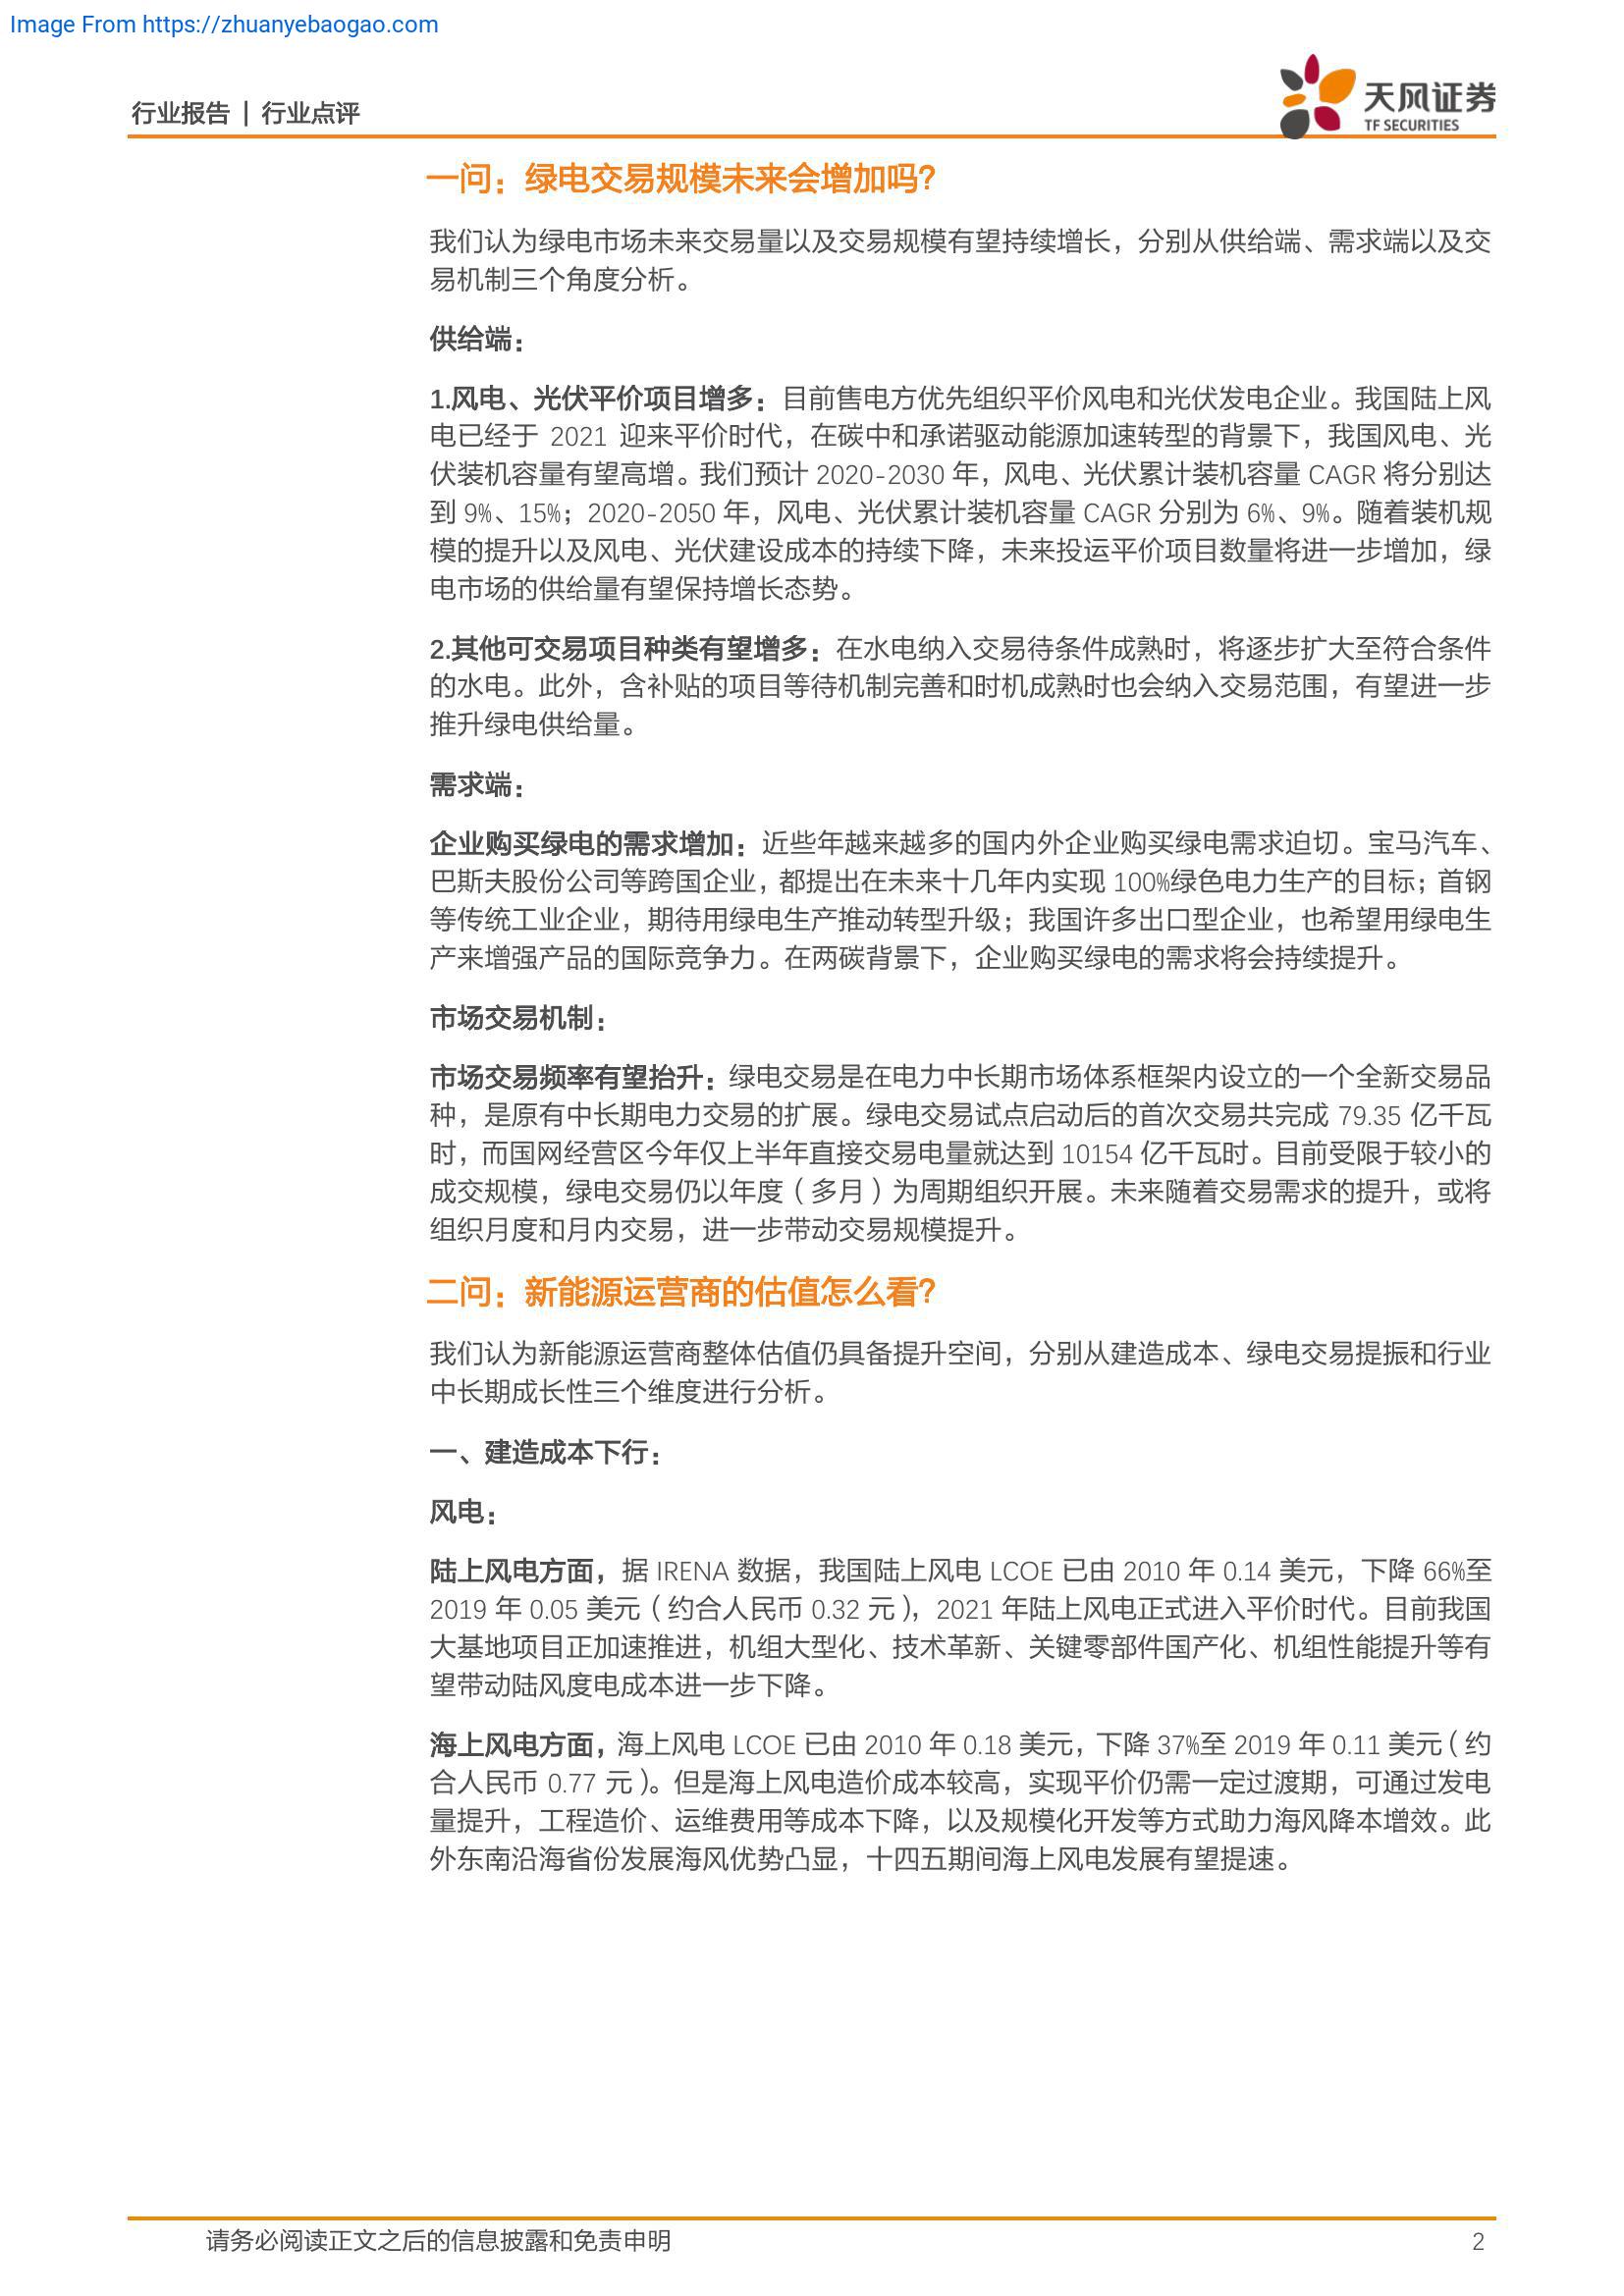 Image From https://zhuanyebaogao.com
行业报告 | 行业点评
天风证券
TF SECURITIES
一问：绿电交易规模未来会增加吗？
我们认为绿电市场未来交易量以及交易规模有望持续增长，分别从供给端、需求端以及交
易机制三个角度分析。
供给端：
1.风电、光伏平价项目增多：目前售电方优先组织平价风电和光伏发电企业。我国陆上风
电已经于 2021 迎来平价时代，在碳中和承诺驱动能源加速转型的背景下，我国风电、光
伏装机容量有望高增。我们预计 2020-2030 年，风电、光伏累计装机容量 CAGR 将分别达
到 9%、15%；2020-2050 年，风电、光伏累计装机容量 CAGR 分别为 6%、9%。随着装机规
模的提升以及风电、光伏建设成本的持续下降，未来投运平价项目数量将进一步增加，绿
电市场的供给量有望保持增长态势。
2.其他可交易项目种类有望增多：在水电纳入交易待条件成熟时，将逐步扩大至符合条件
的水电。此外，含补贴的项目等待机制完善和时机成熟时也会纳入交易范围，有望进一步
推升绿电供给量。
需求端：
企业购买绿电的需求增加：近些年越来越多的国内外企业购买绿电需求迫切。宝马汽车、
巴斯夫股份公司等跨国企业，都提出在未来十几年内实现 100%绿色电力生产的目标；首钢
等传统工业企业，期待用绿电生产推动转型升级；我国许多出口型企业，也希望用绿电生
产来增强产品的国际竞争力。在两碳背景下，企业购买绿电的需求将会持续提升。
市场交易机制：
市场交易频率有望抬升：绿电交易是在电力中长期市场体系框架内设立的一个全新交易品
种，是原有中长期电力交易的扩展。绿电交易试点启动后的首次交易共完成 79.35 亿千瓦
时，而国网经营区今年仅上半年直接交易电量就达到 10154 亿千瓦时。目前受限于较小的
成交规模，绿电交易仍以年度（多月）为周期组织开展。未来随着交易需求的提升，或将
组织月度和月内交易，进一步带动交易规模提升。
二问：新能源运营商的估值怎么看？
我们认为新能源运营商整体估值仍具备提升空间，分别从建造成本、绿电交易提振和行业
中长期成长性三个维度进行分析。
一、建造成本下行：
风电：
陆上风电方面，据 IRENA 数据，我国陆上风电 LCOE 已由 2010 年 0.14 美元，下降 66%至
2019 年 0.05 美元（约合人民币 0.32 元），2021 年陆上风电正式进入平价时代。目前我国
大基地项目正加速推进，机组大型化、技术革新、关键零部件国产化、机组性能提升等有
望带动陆风度电成本进一步下降。
海上风电方面，海上风电 LCOE 已由 2010 年 0.18 美元，下降 37%至 2019 年 0.11 美元（约
合人民币 0.77 元）。但是海上风电造价成本较高，实现平价仍需一定过渡期，可通过发电
量提升，工程造价、运维费用等成本下降，以及规模化开发等方式助力海风降本增效。此
外东南沿海省份发展海风优势凸显，十四五期间海上风电发展有望提速。
请务必阅读正文之后的信息披露和免责申明
2